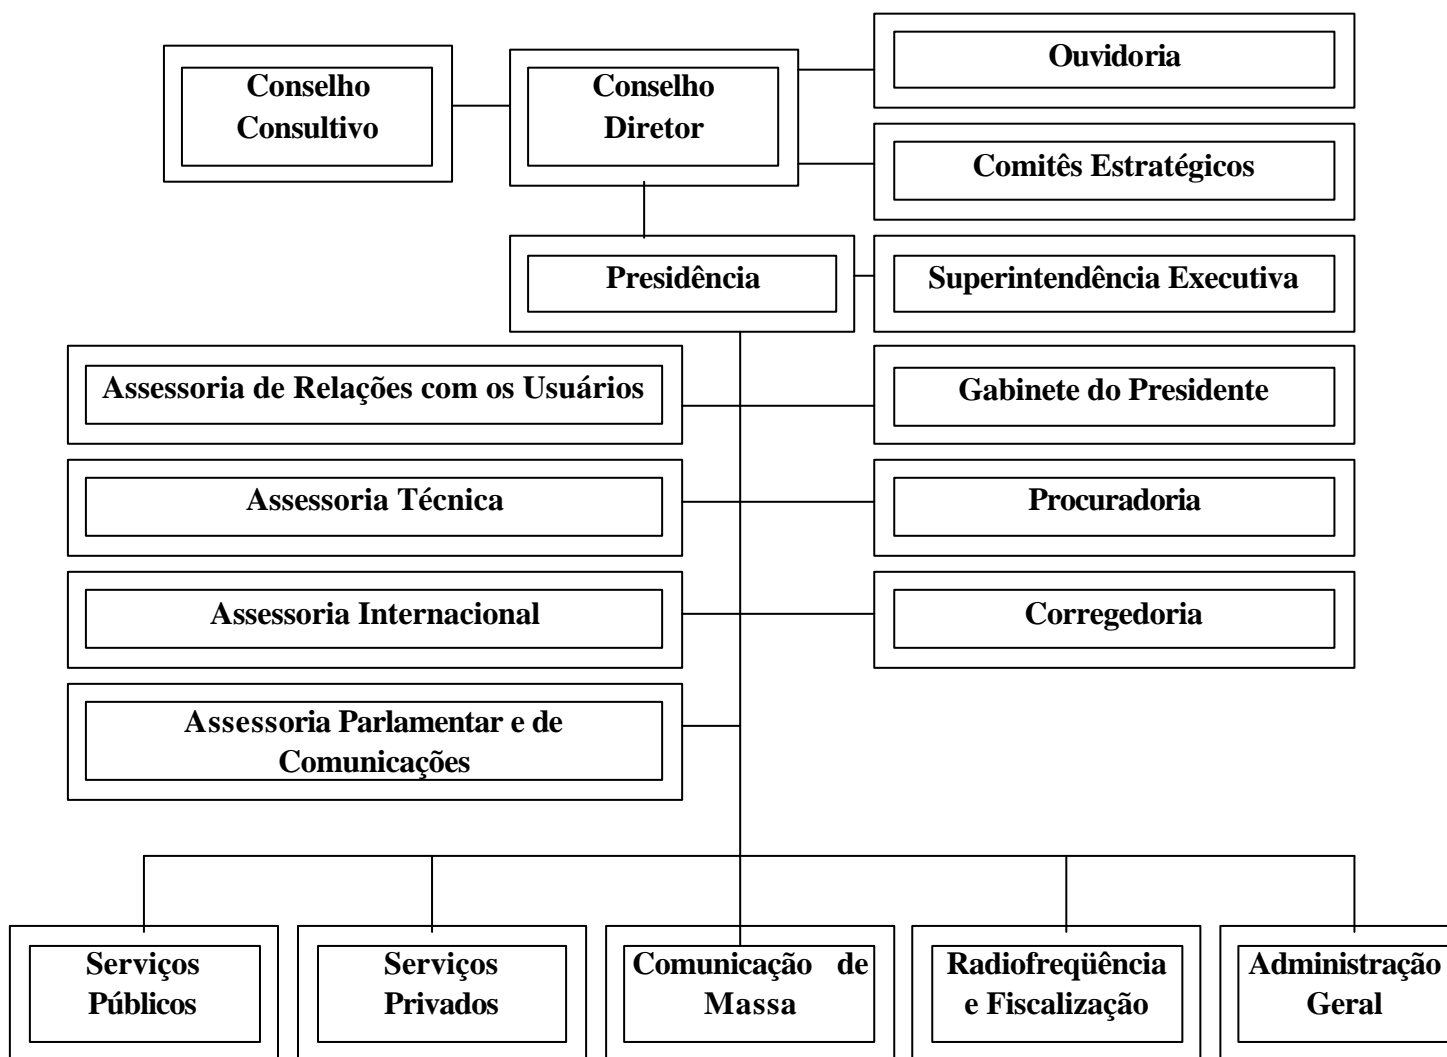 Ouvidoria
Conselho
Consultivo
Conselho
Diretor
Comitês Estratégicos
Presidência
Superintendência Executiva
Assessoria de Relações com os Usuários
Gabinete do Presidente
Assessoria Técnica
Procuradoria
Assessoria Internacional
Corregedoria
Assessoria Parlamentar e de
Comunicações
Serviços
Públicos
Serviços
Privados
Comunicação de
Massa
Radiofreqüência
e Fiscalização
Administração
Geral